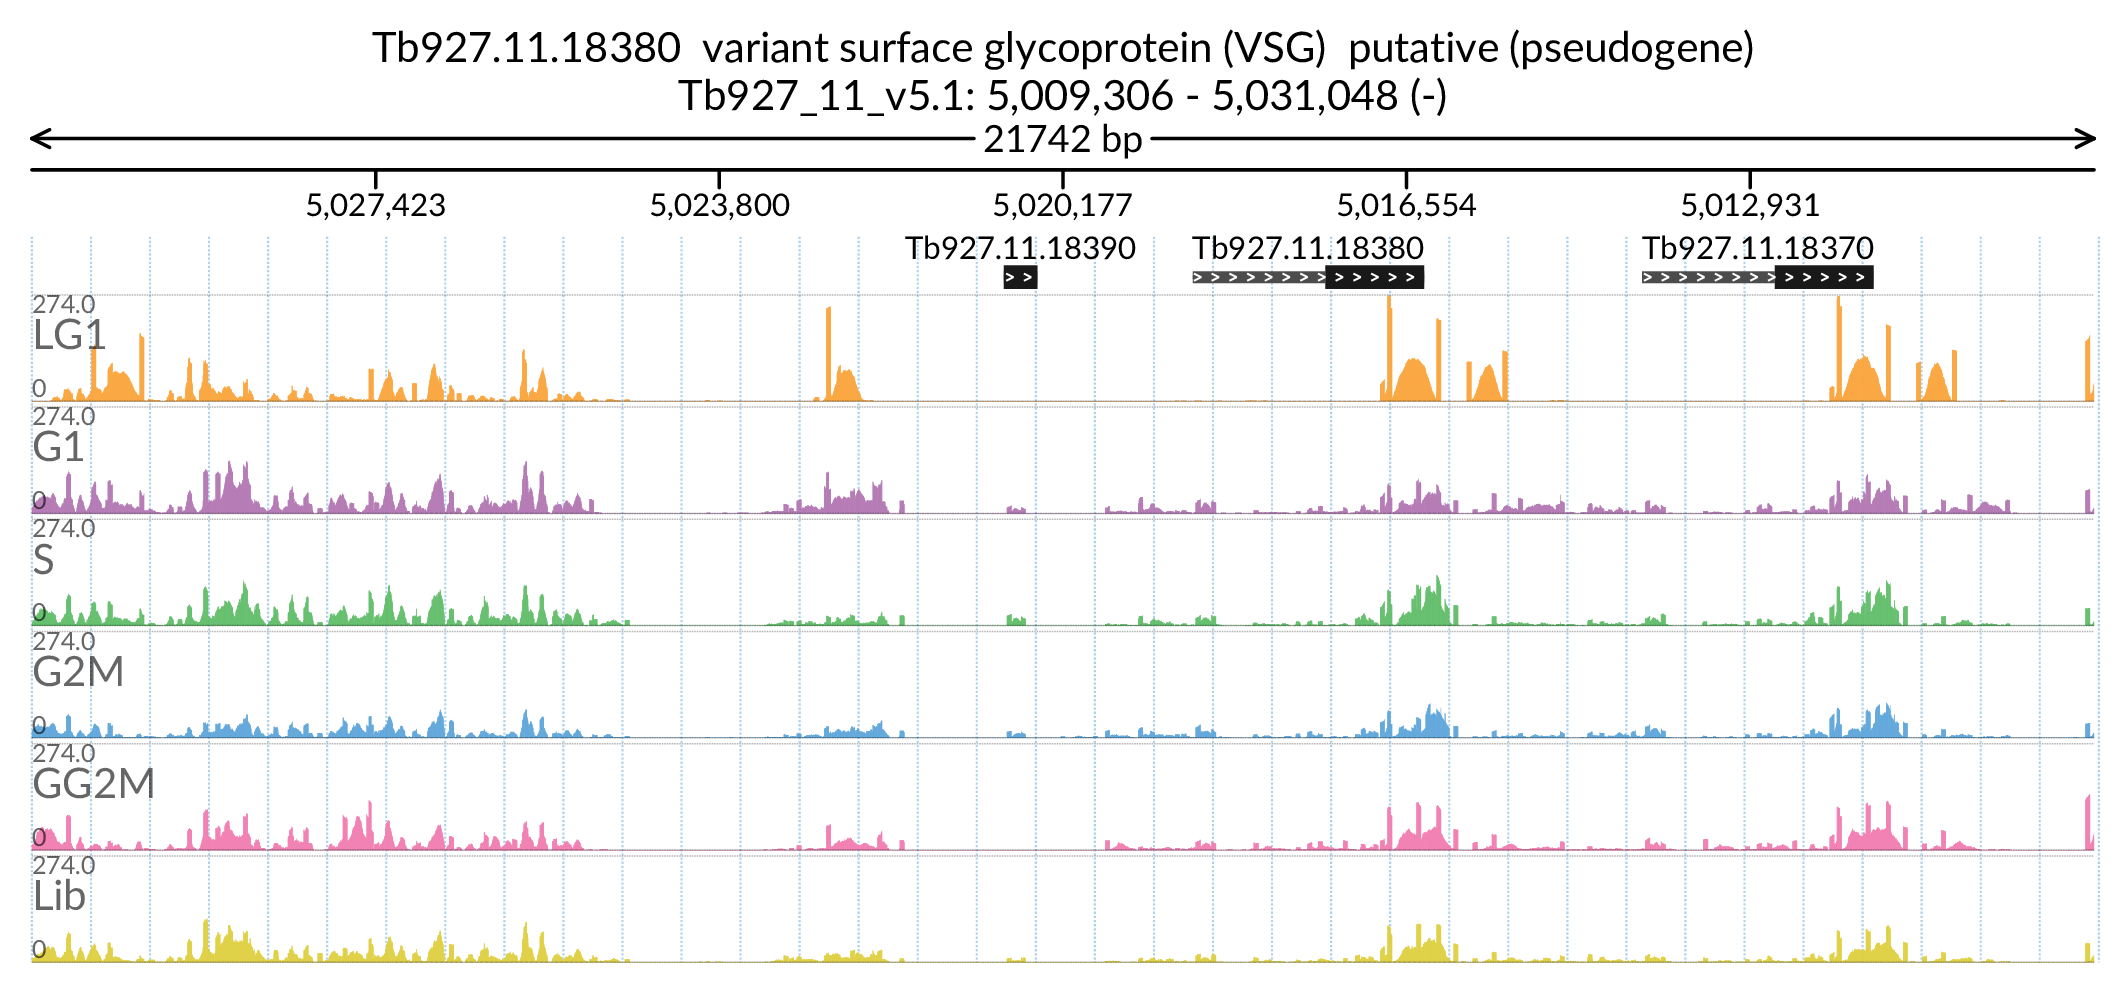 Tb927.11.18380 variant surface glycoprotein (VSG) putative (pseudogene)
Tb927_11_v5.1: 5,009,306 - 5,031,048 (-)
21742 bp
5,027,423 5,023,800 5,020,177 5,016,554 5,012,931
Tb927.11.18390 Tb927.11.18380 Tb927.11.18370
274.0
LG1
0
274.0
G1
0
274.0
S
0
274.0
G2M
0
274.0
GG2M
0
274.0
Lib
0